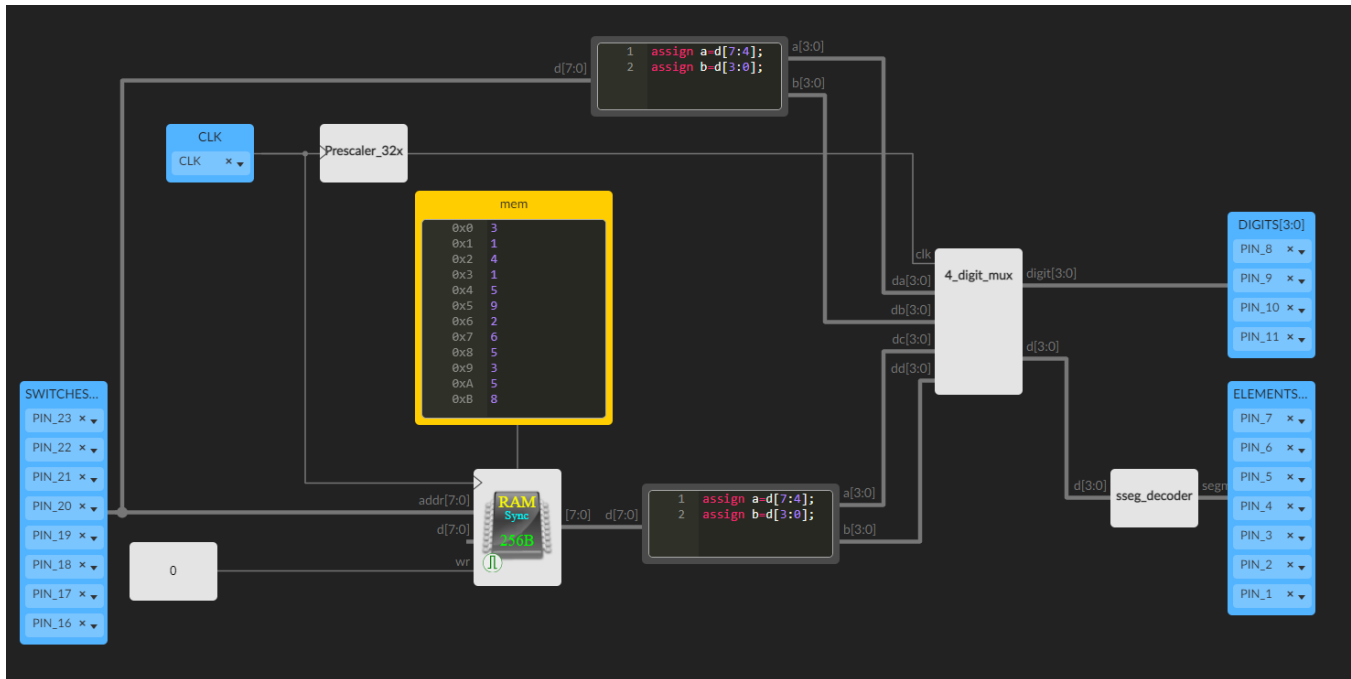 1 assign a=d[7:4];
2 assign b=d[3:0];
d[7:0]
a[3:0]
b[3:0]
CLK
CLK
Prescaler_32x
mem
0x0 3
0x1 1
0x2 4
0x3 1
0x4 5
0x5 9
0x6 2
0x7 6
0x8 5
0x9 3
0xA 5
0xB 8
clk
da[3:0]
db[3:0]
dc[3:0]
dd[3:0]
4_digit_mux
digit[3:0]
d[3:0]
DIGITS[3:0]
PIN_8
PIN_9
PIN_10
PIN_11
SWITCHES...
PIN_23
PIN_22
PIN_21
PIN_20
PIN_19
PIN_18
PIN_17
PIN_16
0
addr[7:0]
d[7:0]
wr
RAM
Sync
256B
[7:0]
d[7:0]
1 assign a=d[7:4];
2 assign b=d[3:0];
a[3:0]
b[3:0]
d[3:0]
sseg_decoder
segn
ELEMENTS...
PIN_7
PIN_6
PIN_5
PIN_4
PIN_3
PIN_2
PIN_1